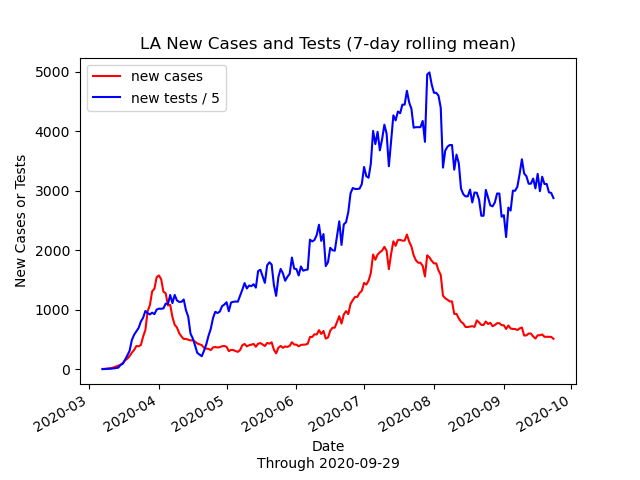 LA New Cases and Tests (7-day rolling mean)
new cases
new tests / 5
New Cases or Tests
5000
4000
3000
2000
1000
0
2020-03
2020-04
2020-05
2020-06
2020-07
2020-08
2020-09
2020-10
Date
Through 2020-09-29